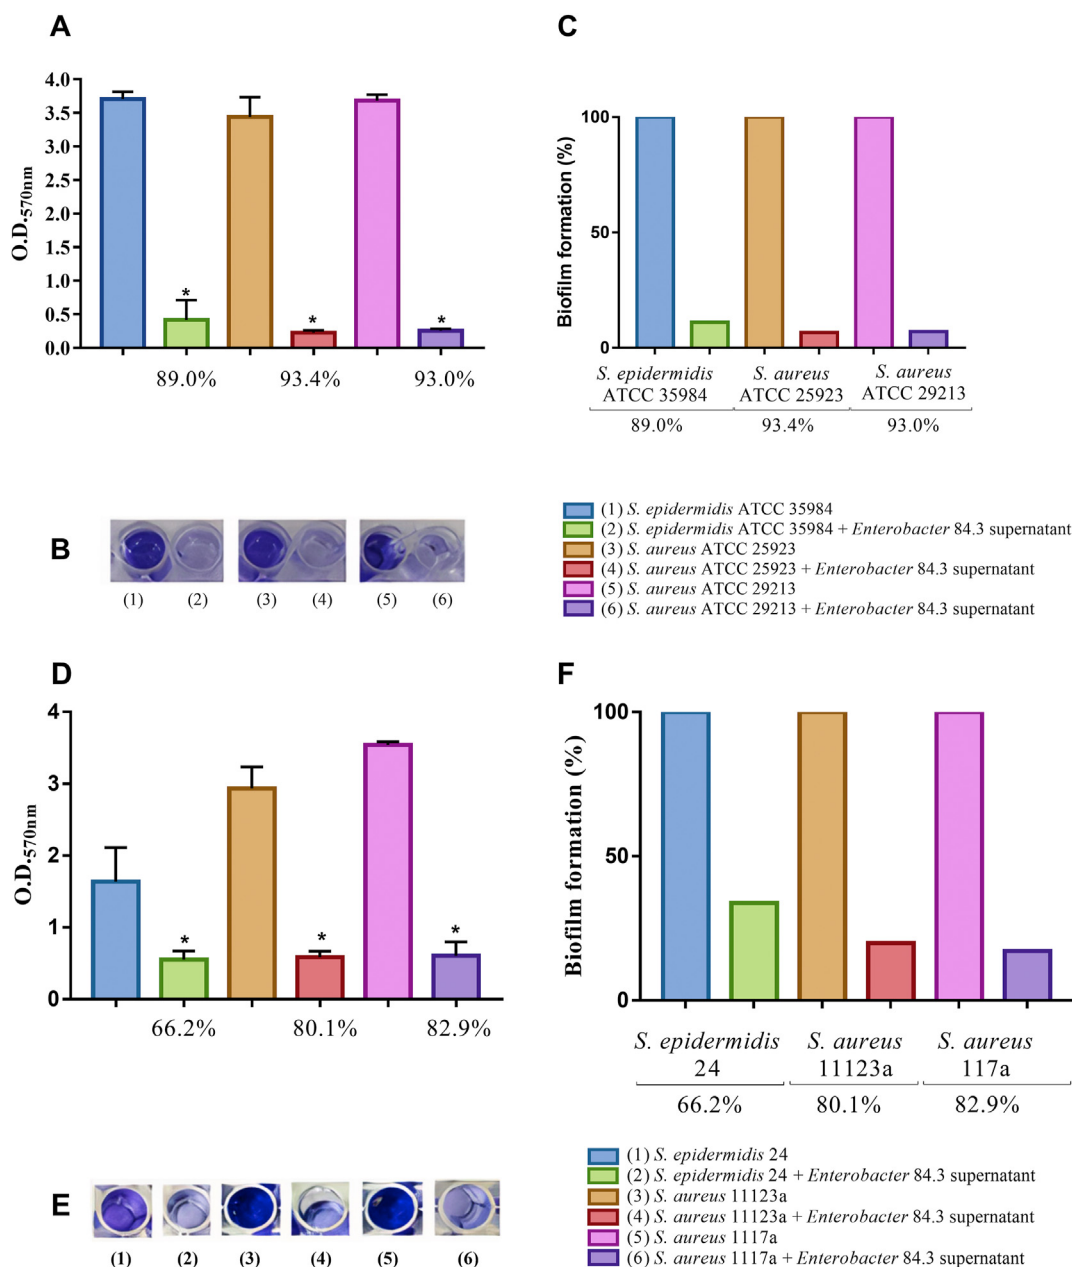 A
O.D.570nm
4.0
3.5
3.0
2.5
2.0
1.5
1.0
0.5
0.0
*
*
*
89.0% 93.4% 93.0%
C
Biofilm formation (%)
100
50
0
S. epidermidis ATCC 35984
S. aureus ATCC 25923
S. aureus ATCC 29213
89.0% 93.4% 93.0%
B
(1) (2) (3) (4) (5) (6)
(1) S. epidermidis ATCC 35984
(2) S. epidermidis ATCC 35984 + Enterobacter 84.3 supernatant
(3) S. aureus ATCC 25923
(4) S. aureus ATCC 25923 + Enterobacter 84.3 supernatant
(5) S. aureus ATCC 29213
(6) S. aureus ATCC 29213 + Enterobacter 84.3 supernatant
D
O.D.570nm
4
3
2
1
0
*
*
*
66.2% 80.1% 82.9%
F
Biofilm formation (%)
100
50
0
S. epidermidis 24
S. aureus 11123a
S. aureus 117a
66.2% 80.1% 82.9%
E
(1) (2) (3) (4) (5) (6)
(1) S. epidermidis 24
(2) S. epidermidis 24 + Enterobacter 84.3 supernatant
(3) S. aureus 11123a
(4) S. aureus 11123a + Enterobacter 84.3 supernatant
(5) S. aureus 1117a
(6) S. aureus 1117a + Enterobacter 84.3 supernatant